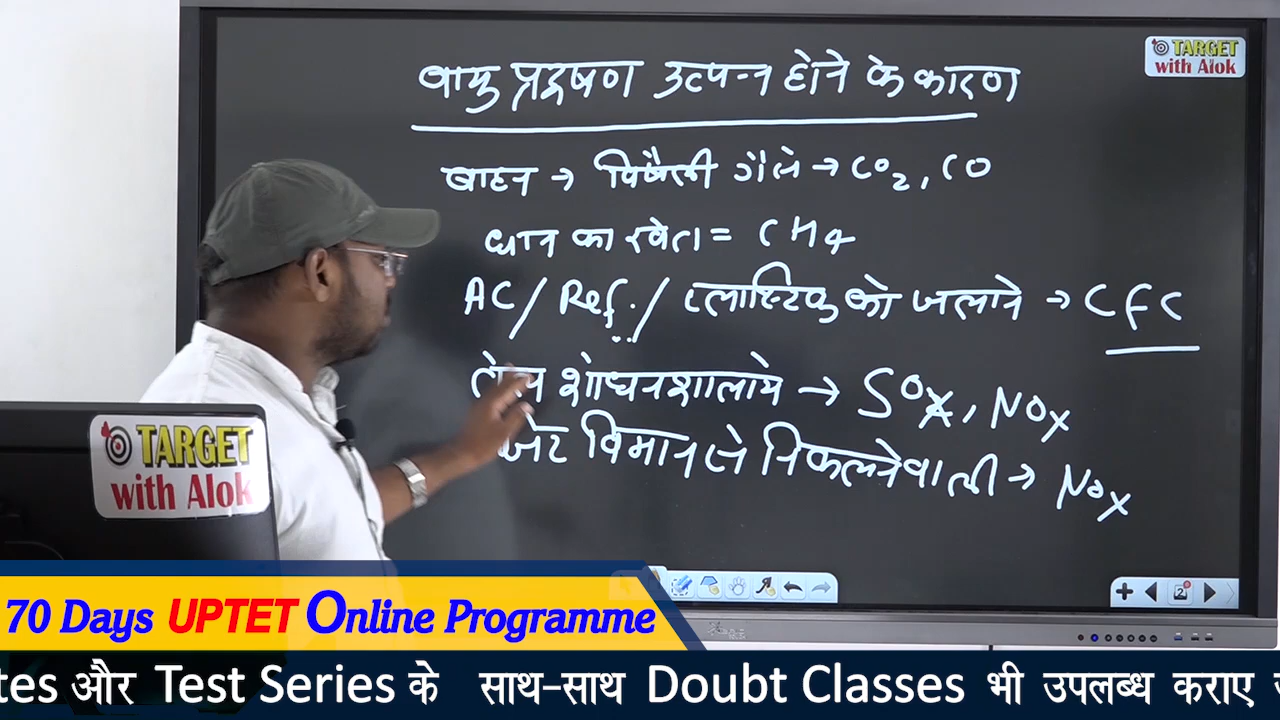 TARGET
with Alok
वायु प्रदूषण उत्पन्न होने के कारण
वाहन → विषैली गैसे → CO₂, CO
धान का खेत = CH4
AC / Ref. / प्लास्टिक को जलाने → CFC
तेल शोधनशालाये → SOx, NOx
जेट विमान से निकलनेवाली → NOx
TARGET
with Alok
2
70 Days UPTET Online Programme
tes और Test Series के साथ-साथ Doubt Classes भी उपलब्ध कराए